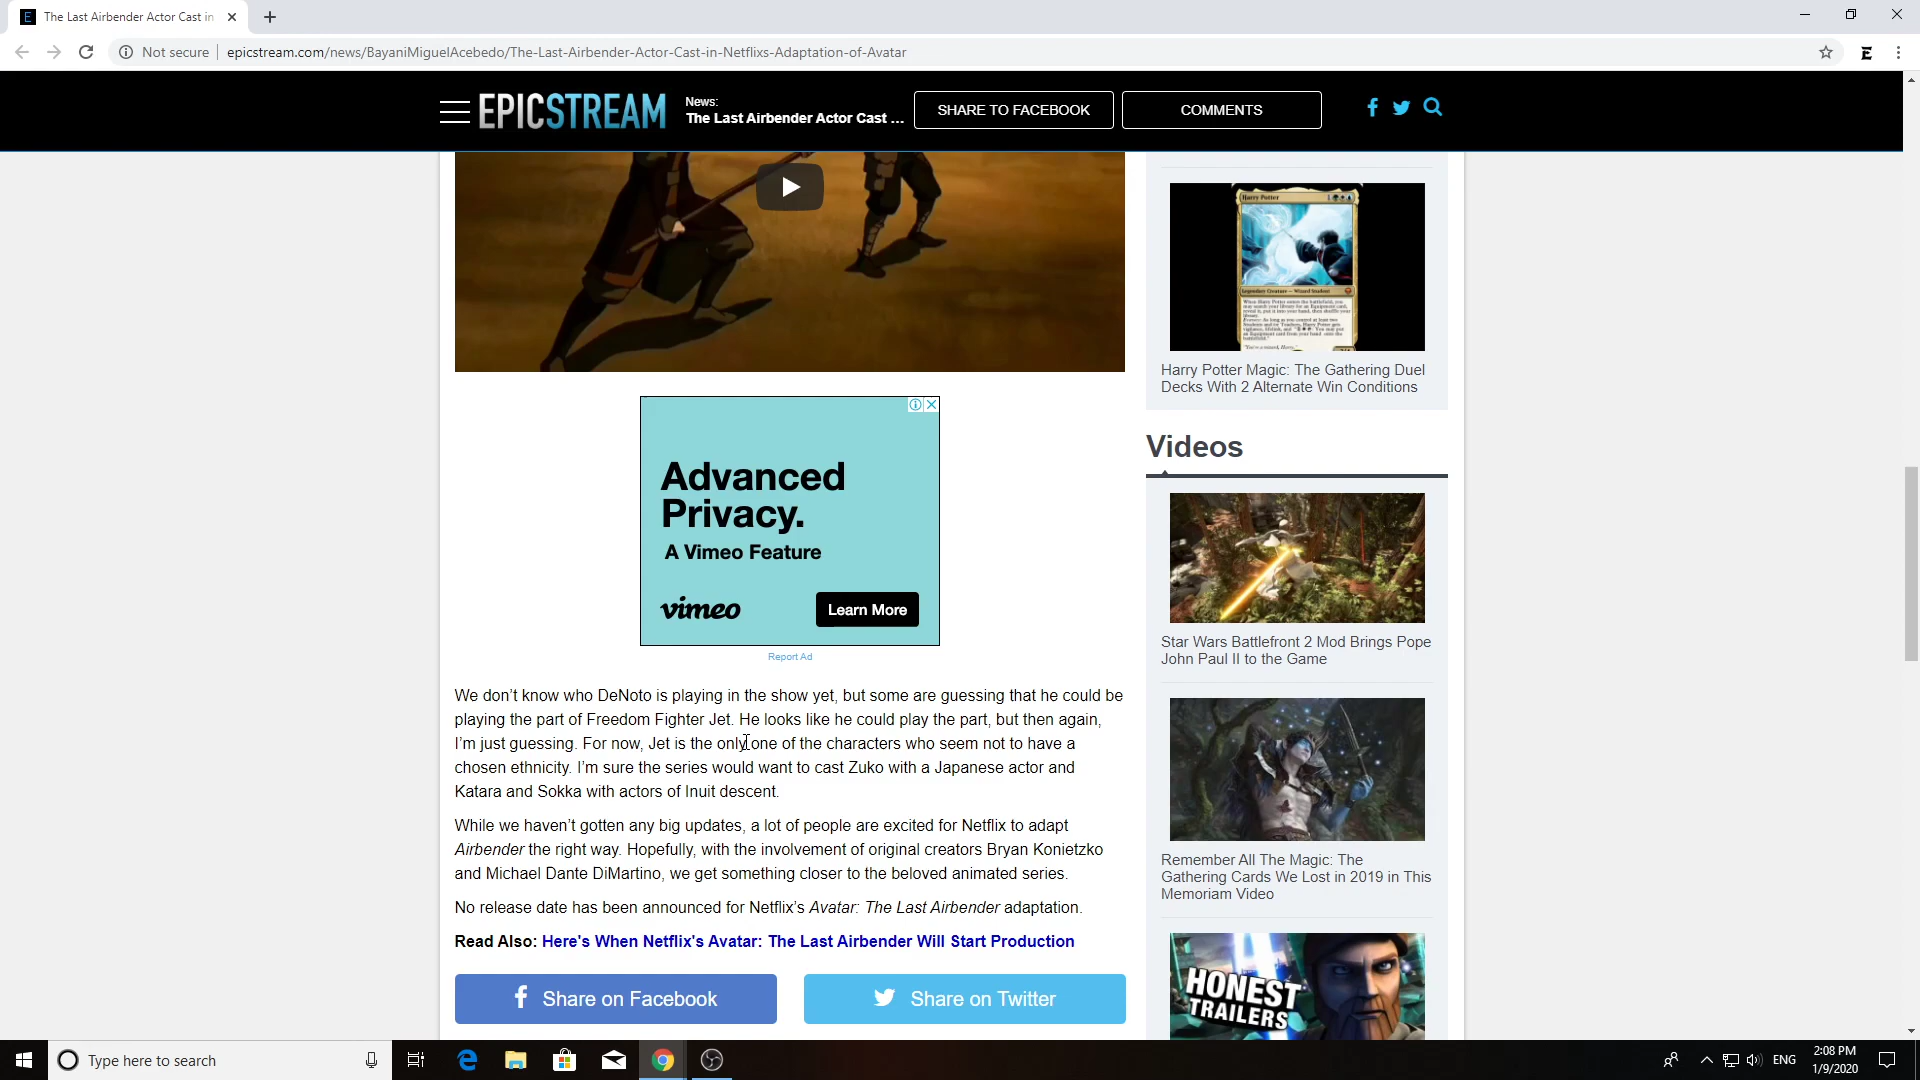 The Last Airbender Actor Cast in
Not secure
epicstream.com/news/BayaniMiguelAcebedo/The-Last-Airbender-Actor-Cast-in-Netflixs-Adaptation-of-Avatar
EPICSTREAM
News:
The Last Airbender Actor Cast ...
SHARE TO FACEBOOK
COMMENTS
Harry Potter
Legendary Creature — Wizard Student
Harry Potter Magic: The Gathering Duel
Decks With 2 Alternate Win Conditions
Advanced
Privacy.
A Vimeo Feature
vimeo
Learn More
Report Ad
Videos
Star Wars Battlefront 2 Mod Brings Pope
John Paul II to the Game
We don't know who DeNoto is playing in the show yet, but some are guessing that he could be
playing the part of Freedom Fighter Jet. He looks like he could play the part, but then again,
I'm just guessing. For now, Jet is the only one of the characters who seem not to have a
chosen ethnicity. I'm sure the series would want to cast Zuko with a Japanese actor and
Katara and Sokka with actors of Inuit descent.
While we haven't gotten any big updates, a lot of people are excited for Netflix to adapt
Airbender the right way. Hopefully, with the involvement of original creators Bryan Konietzko
and Michael Dante DiMartino, we get something closer to the beloved animated series.
No release date has been announced for Netflix's Avatar: The Last Airbender adaptation.
Read Also: Here's When Netflix's Avatar: The Last Airbender Will Start Production
Share on Facebook
Share on Twitter
Remember All The Magic: The
Gathering Cards We Lost in 2019 in This
Memoriam Video
HONEST
TRAILERS
Type here to search
ENG
2:08 PM
1/9/2020